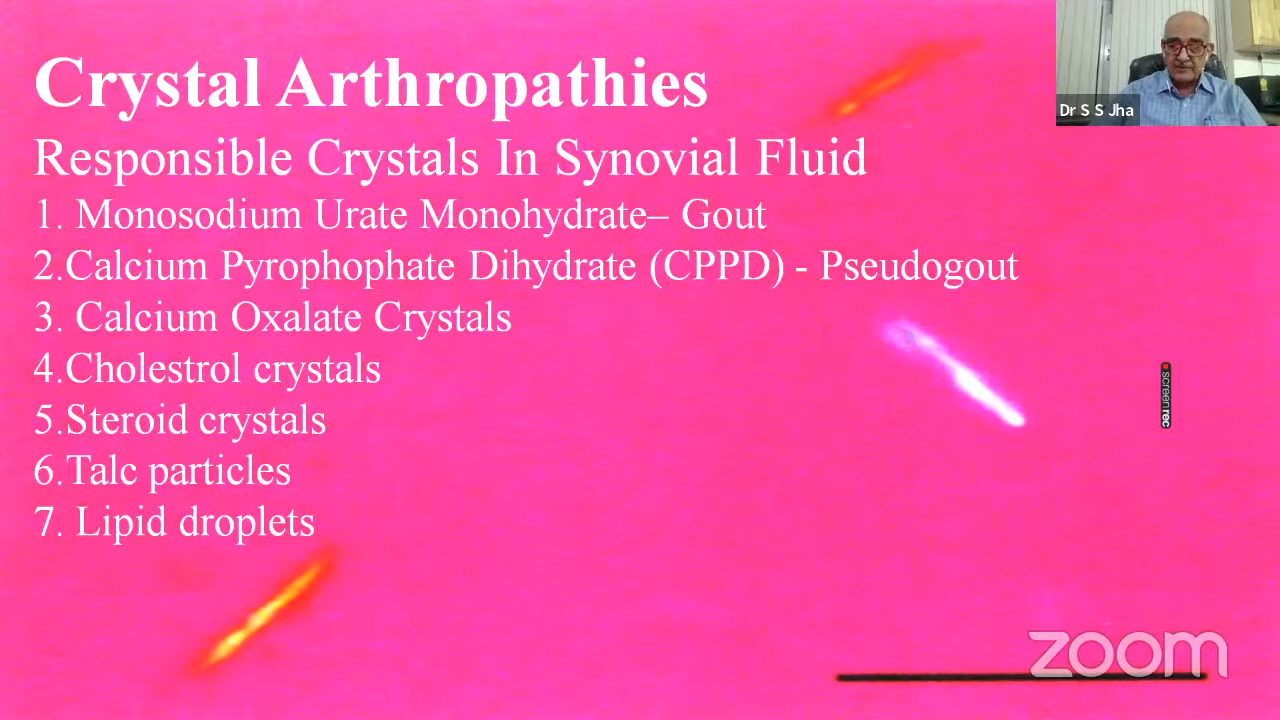 Crystal Arthropathies
Responsible Crystals In Synovial Fluid
1. Monosodium Urate Monohydrate– Gout
2.Calcium Pyrophophate Dihydrate (CPPD) - Pseudogout
3. Calcium Oxalate Crystals
4.Cholestrol crystals
5.Steroid crystals
6.Talc particles
7. Lipid droplets
Dr S S Jha
screenrec
zoom